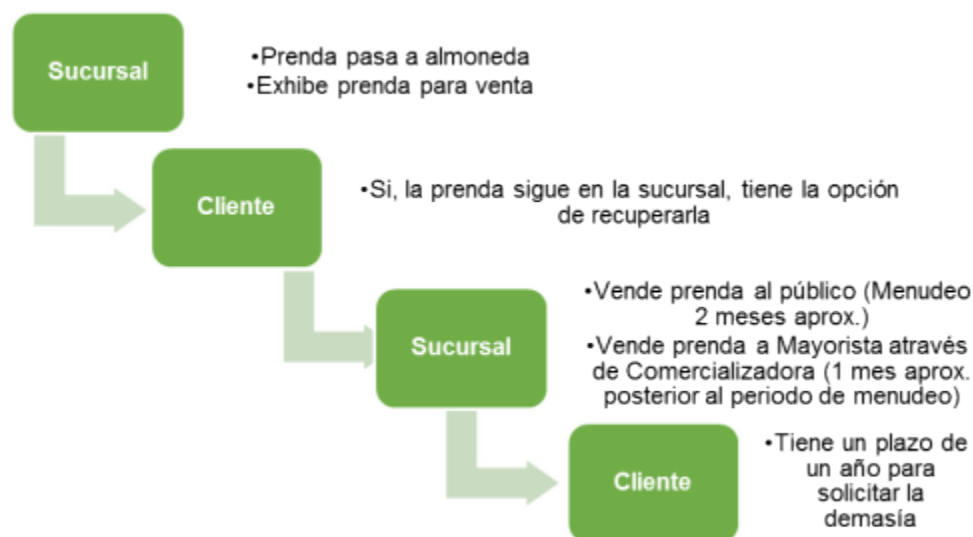 Sucursal
•Prenda pasa a almoneda
•Exhibe prenda para venta
Cliente
•Si, la prenda sigue en la sucursal, tiene la opción
de recuperarla
Sucursal
•Vende prenda al público (Menudeo
2 meses aprox.)
•Vende prenda a Mayorista através
de Comercializadora (1 mes aprox.
posterior al periodo de menudeo)
Cliente
•Tiene un plazo de
un año para
solicitar la
demasía